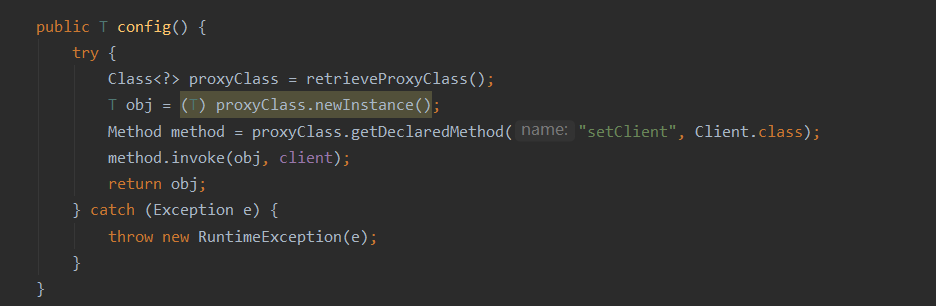 public T config() {
try {
Class<?> proxyClass = retrieveProxyClass();
T obj = (T) proxyClass.newInstance();
Method method = proxyClass.getDeclaredMethod( name: "setClient", Client.class);
method.invoke(obj, client);
return obj;
} catch (Exception e) {
throw new RuntimeException(e);
}
}